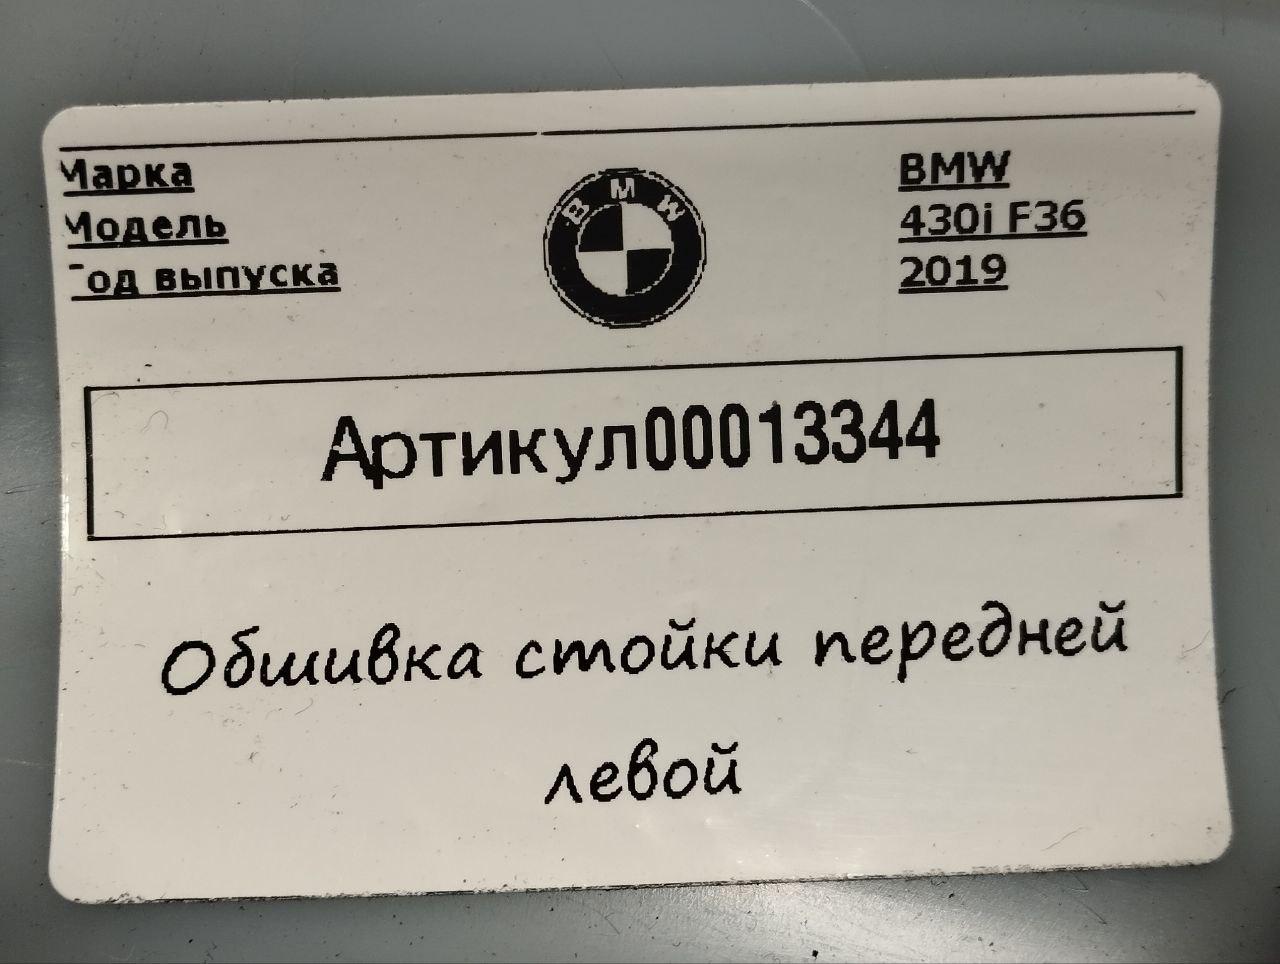 Марка BMW
Модель 430i F36
Год выпуска 2019
B M W
Артикул00013344
Обшивка стойки передней
левой